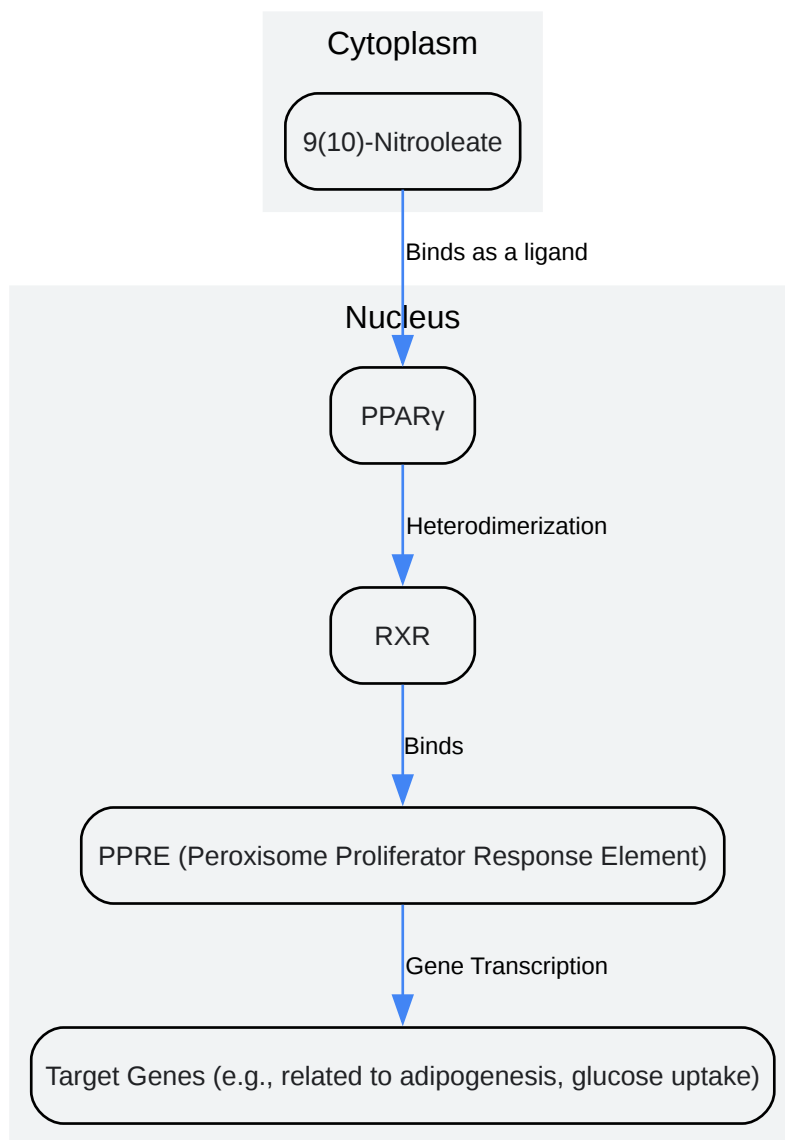 Cytoplasm
9(10)-Nitrooleate
Binds as a ligand
Nucleus
PPARγ
Heterodimerization
RXR
Binds
PPRE (Peroxisome Proliferator Response Element)
Gene Transcription
Target Genes (e.g., related to adipogenesis, glucose uptake)